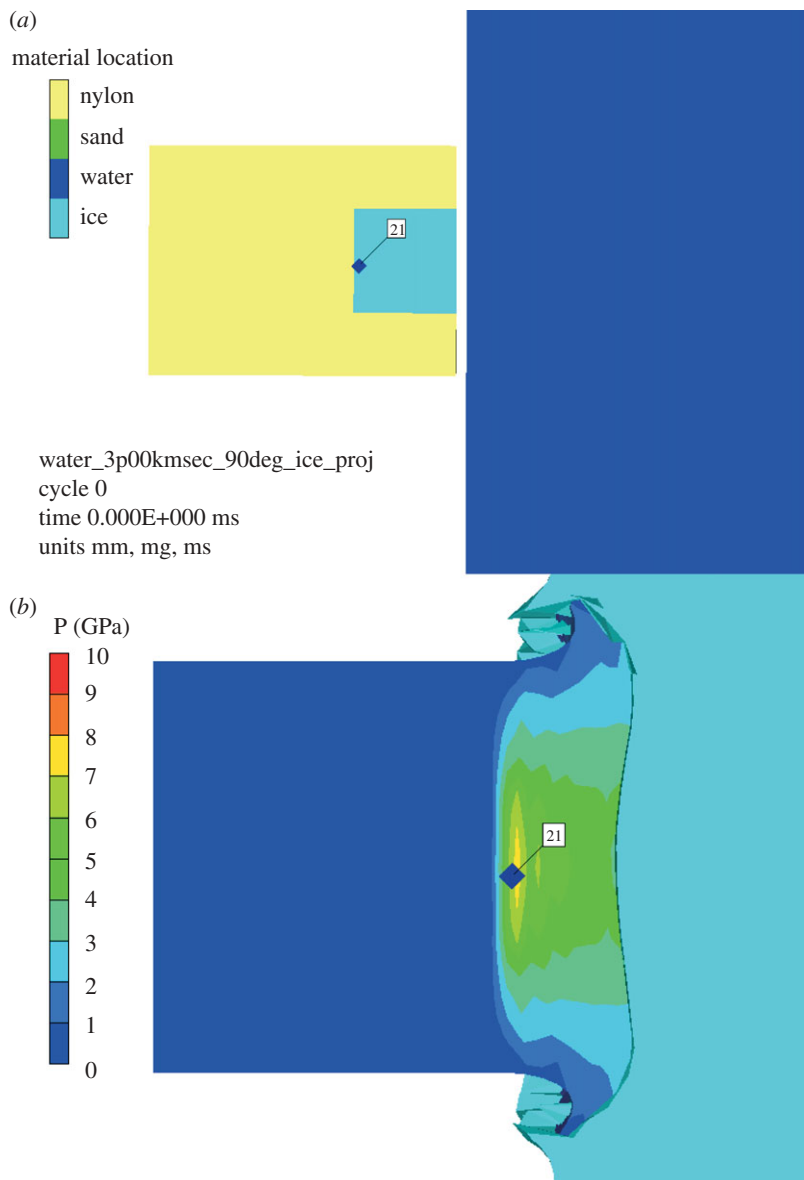 (a)
material location
nylon
sand
water
ice
21
water_3p00kmsec_90deg_ice_proj
cycle 0
time 0.000E+000 ms
units mm, mg, ms
(b)
P (GPa)
10
9
8
7
6
5
4
3
2
1
0
21